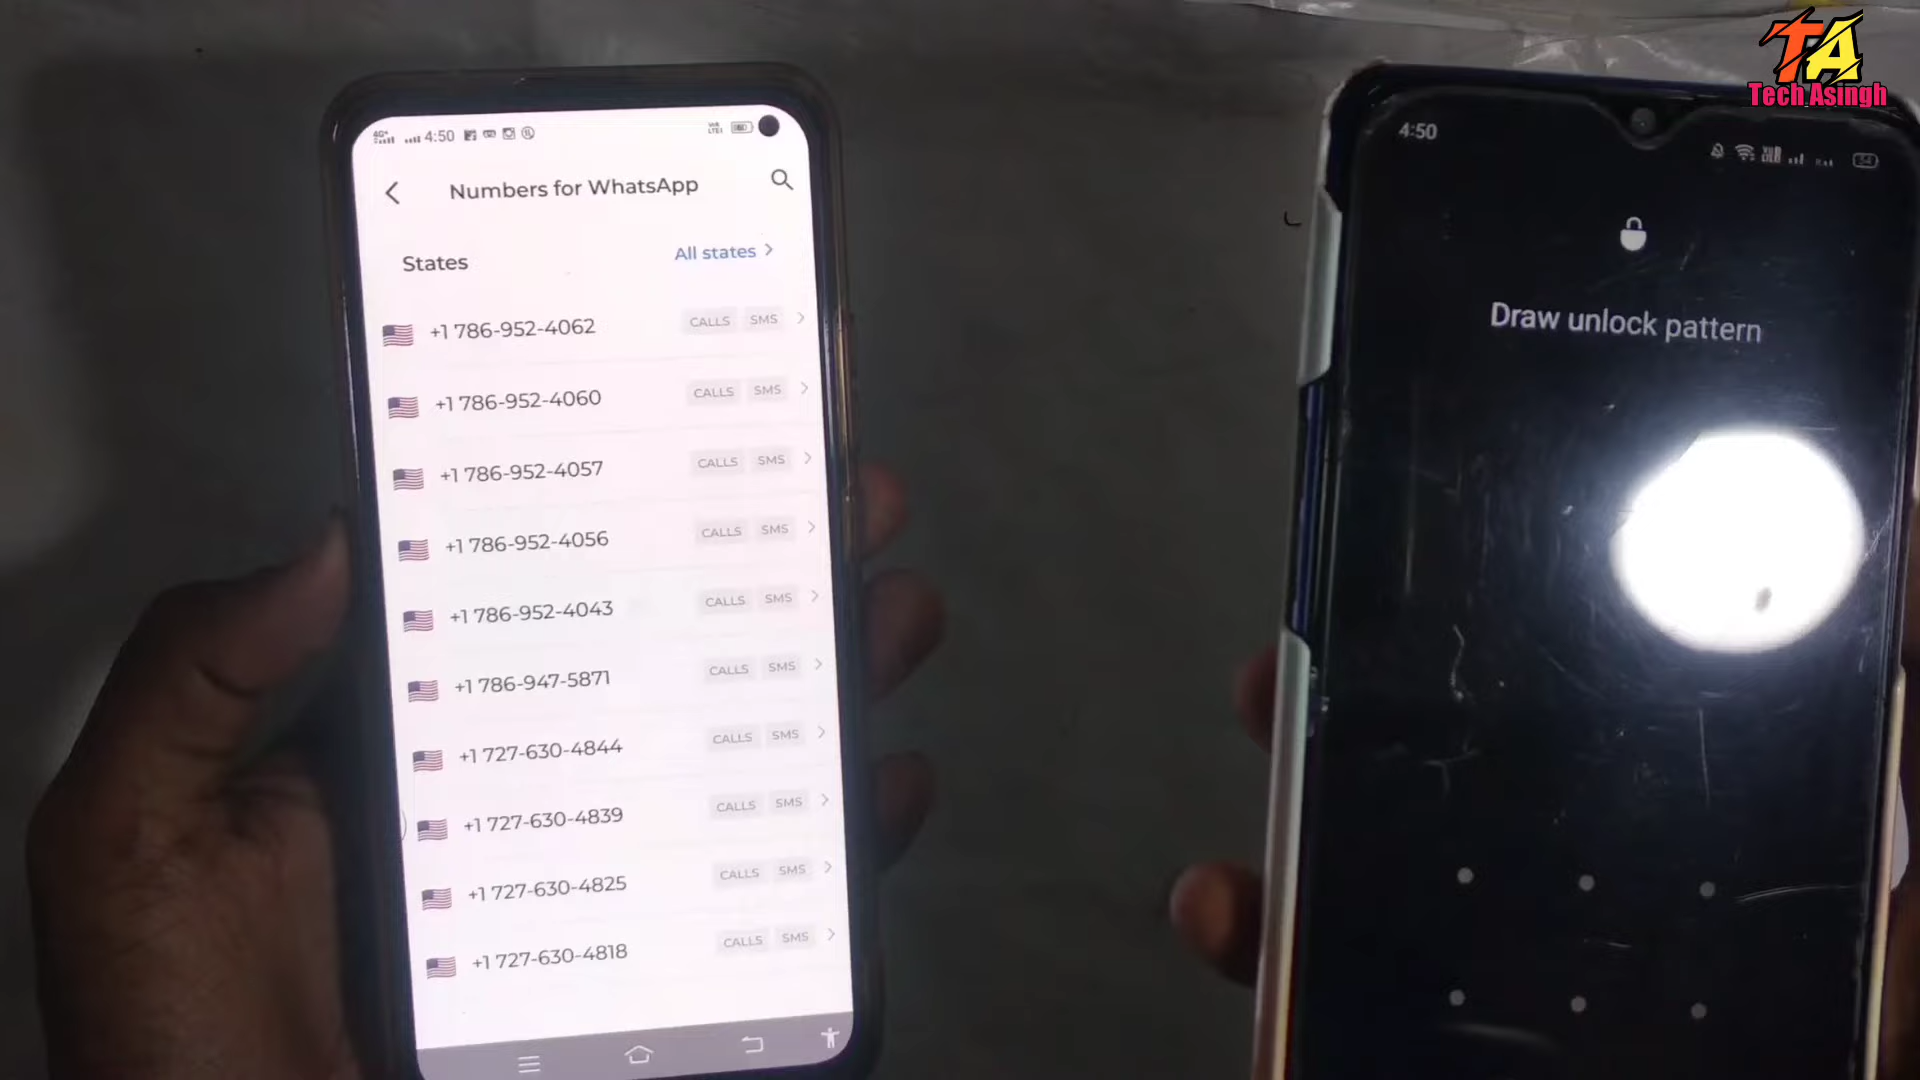 TA
Tech Asingh
4:50
Numbers for WhatsApp
States
All states
+1 786-952-4062 CALLS SMS
+1 786-952-4060 CALLS SMS
+1 786-952-4057 CALLS SMS
+1 786-952-4056 CALLS SMS
+1 786-952-4043 CALLS SMS
+1 786-947-5871 CALLS SMS
+1 727-630-4844 CALLS SMS
+1 727-630-4839 CALLS SMS
+1 727-630-4825 CALLS SMS
+1 727-630-4818 CALLS SMS
4:50
Draw unlock pattern